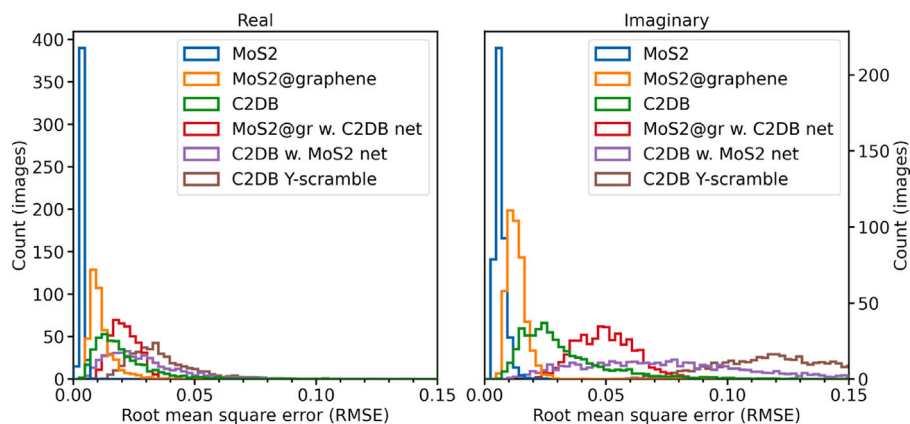 Real
400
350
300
250
200
150
100
50
0
Count (images)
MoS2
MoS2@graphene
C2DB
MoS2@gr w. C2DB net
C2DB w. MoS2 net
C2DB Y-scramble
0.00
0.05
0.10
0.15
Root mean square error (RMSE)
Imaginary
MoS2
MoS2@graphene
C2DB
MoS2@gr w. C2DB net
C2DB w. MoS2 net
C2DB Y-scramble
200
150
100
50
0
Count (images)
0.00
0.05
0.10
0.15
Root mean square error (RMSE)